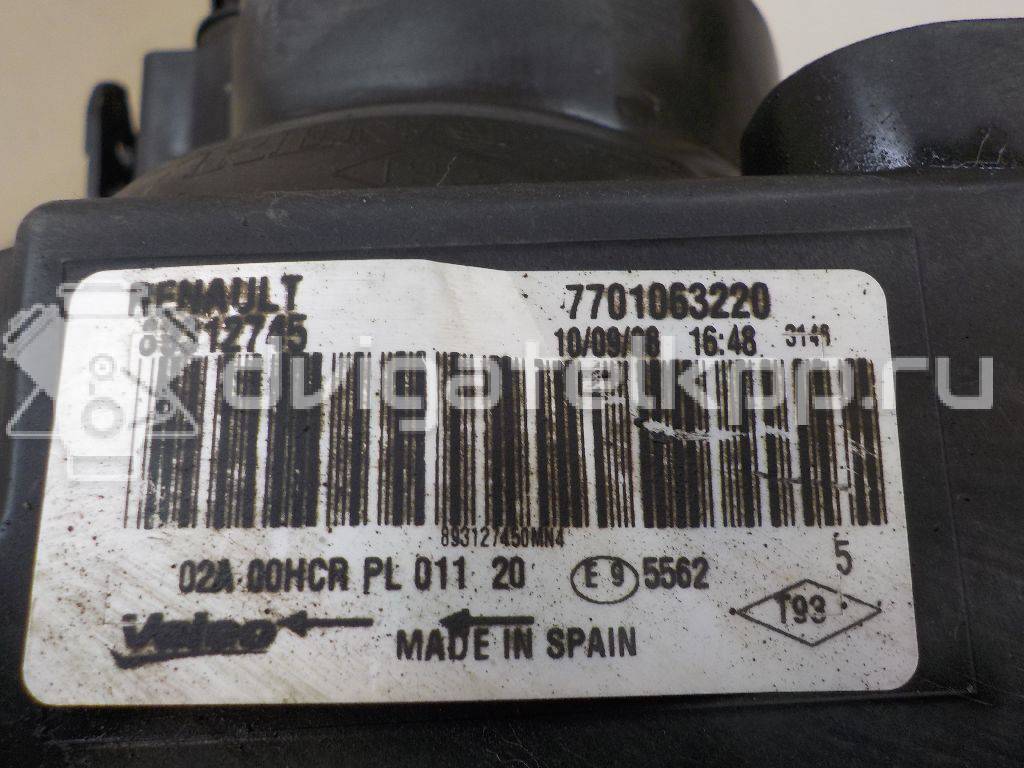 RENAULT 7701063220
12745 10/09/08 16:48 3148
dvigatelkpp.ru
893127450MN4
02A 00HCR PL 011 20 E 9 5562 5
Valeo MADE IN SPAIN T93